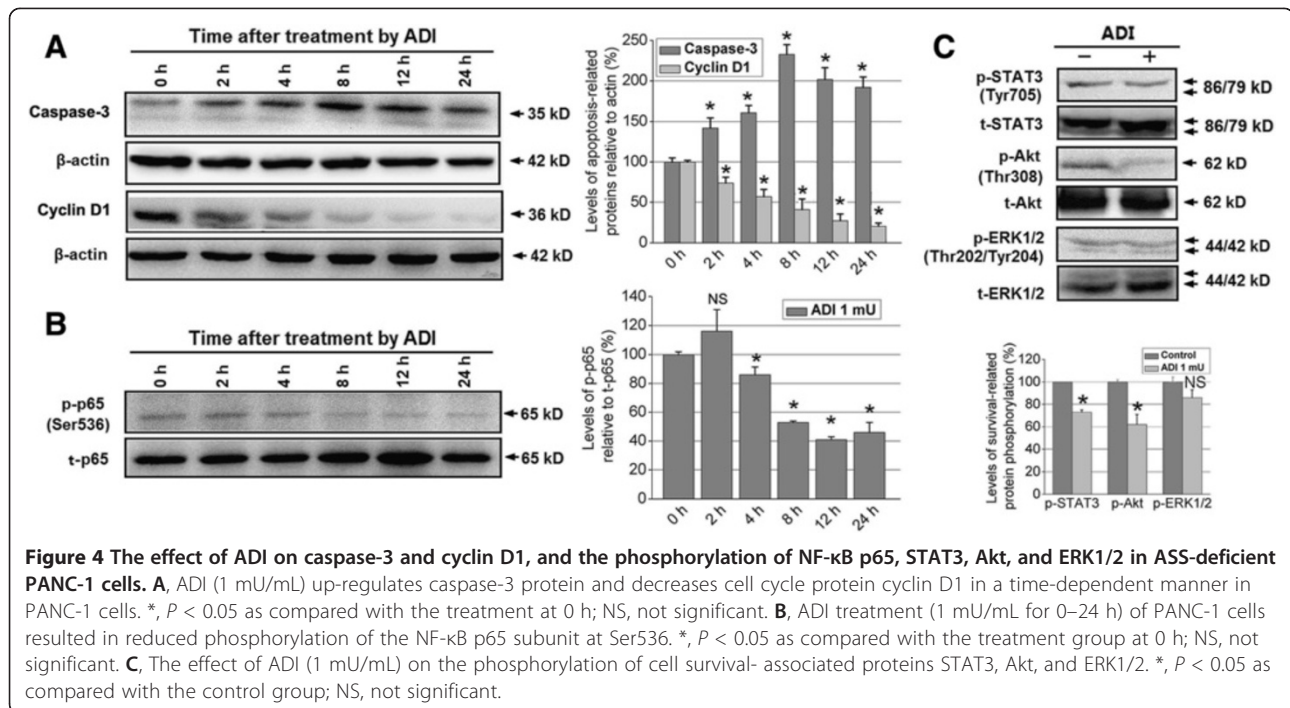 A
Time after treatment by ADI
0 h 2 h 4 h 8 h 12 h 24 h
Caspase-3
35 kD
β-actin
42 kD
Cyclin D1
36 kD
β-actin
42 kD
Levels of apoptosis-related
proteins relative to actin (%)
250
200
150
100
50
0
Caspase-3
Cyclin D1
* * * * *
* * * * *
0 h 2 h 4 h 8 h 12 h 24 h
B
Time after treatment by ADI
0 h 2 h 4 h 8 h 12 h 24 h
p-p65
(Ser536)
65 kD
t-p65
65 kD
Levels of p-p65
relative to t-p65 (%)
140
120
100
80
60
40
20
0
ADI 1 mU
NS * * * *
0 h 2 h 4 h 8 h 12 h 24 h
C
ADI
− +
p-STAT3
(Tyr705)
86/79 kD
t-STAT3
86/79 kD
p-Akt
(Thr308)
62 kD
t-Akt
62 kD
p-ERK1/2
(Thr202/Tyr204)
44/42 kD
t-ERK1/2
44/42 kD
Levels of survival-related
protein phosphorylation (%)
120
100
80
60
40
20
0
Control
ADI 1 mU
* * NS
p-STAT3 p-Akt p-ERK1/2
Figure 4 The effect of ADI on caspase-3 and cyclin D1, and the phosphorylation of NF-κB p65, STAT3, Akt, and ERK1/2 in ASS-deficient
PANC-1 cells. A, ADI (1 mU/mL) up-regulates caspase-3 protein and decreases cell cycle protein cyclin D1 in a time-dependent manner in
PANC-1 cells. *, P < 0.05 as compared with the treatment at 0 h; NS, not significant. B, ADI treatment (1 mU/mL for 0–24 h) of PANC-1 cells
resulted in reduced phosphorylation of the NF-κB p65 subunit at Ser536. *, P < 0.05 as compared with the treatment group at 0 h; NS, not
significant. C, The effect of ADI (1 mU/mL) on the phosphorylation of cell survival- associated proteins STAT3, Akt, and ERK1/2. *, P < 0.05 as
compared with the control group; NS, not significant.